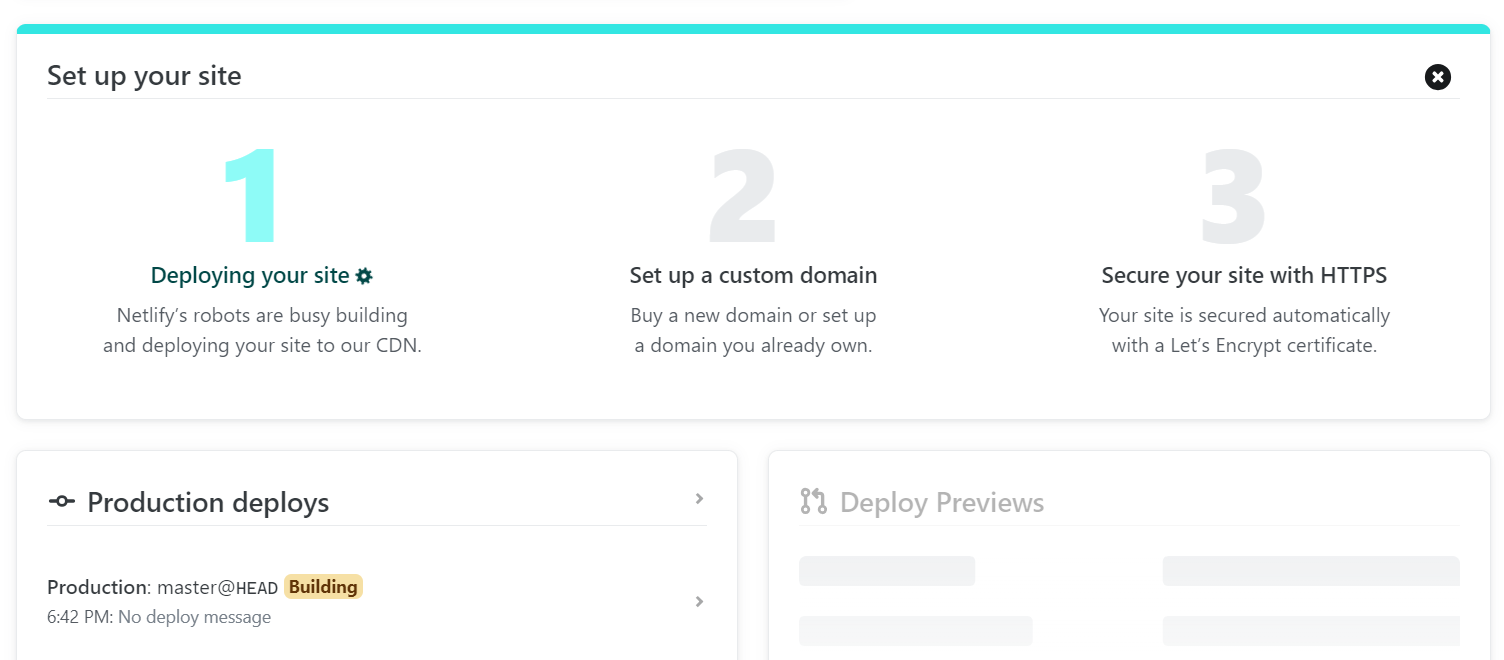 Set up your site
1
2
3
Deploying your site
Set up a custom domain
Secure your site with HTTPS
Netlify’s robots are busy building
and deploying your site to our CDN.
Buy a new domain or set up
a domain you already own.
Your site is secured automatically
with a Let’s Encrypt certificate.
Production deploys
Deploy Previews
Production: master@HEAD Building
6:42 PM: No deploy message